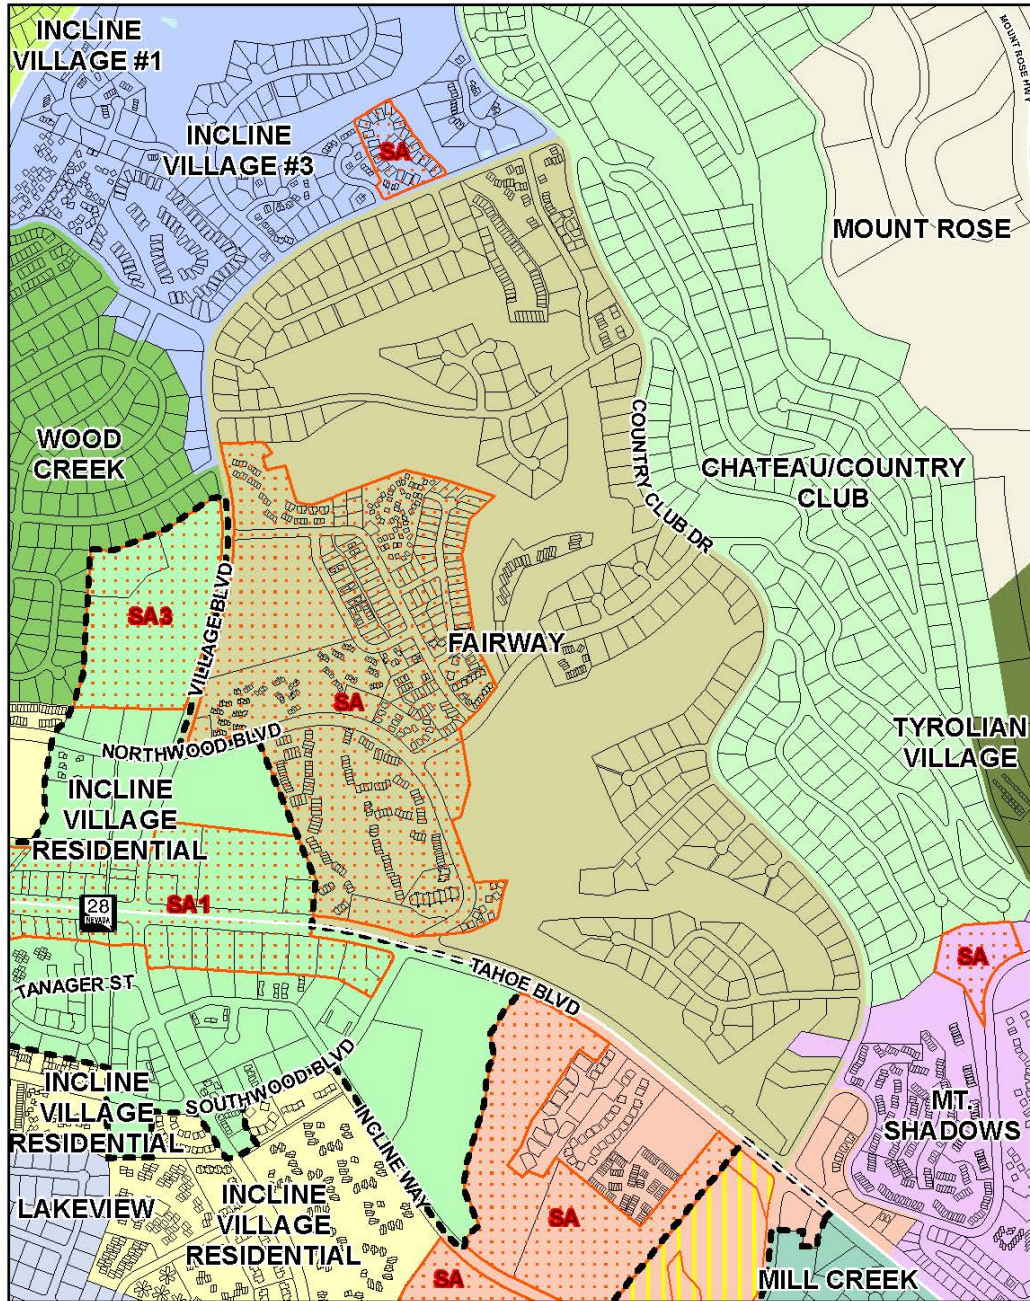 INCLINE
VILLAGE #1
MOUNT ROSE HWY
INCLINE
VILLAGE #3
SA
MOUNT ROSE
WOOD
CREEK
COUNTRY CLUB DR
CHATEAU/COUNTRY
CLUB
SA3
VILLAGE BLVD
FAIRWAY
SA
NORTHWOOD BLVD
TYROLIAN
VILLAGE
INCLINE
VILLAGE
RESIDENTIAL
SA1
28
NEVADA
SA
TANAGER ST
TAHOE BLVD
INCLINE
VILLAGE
RESIDENTIAL
SOUTHWOOD BLVD
INCLINE WAY
MT.
SHADOWS
LAKEVIEW
INCLINE
VILLAGE
RESIDENTIAL
SA
SA
MILL CREEK